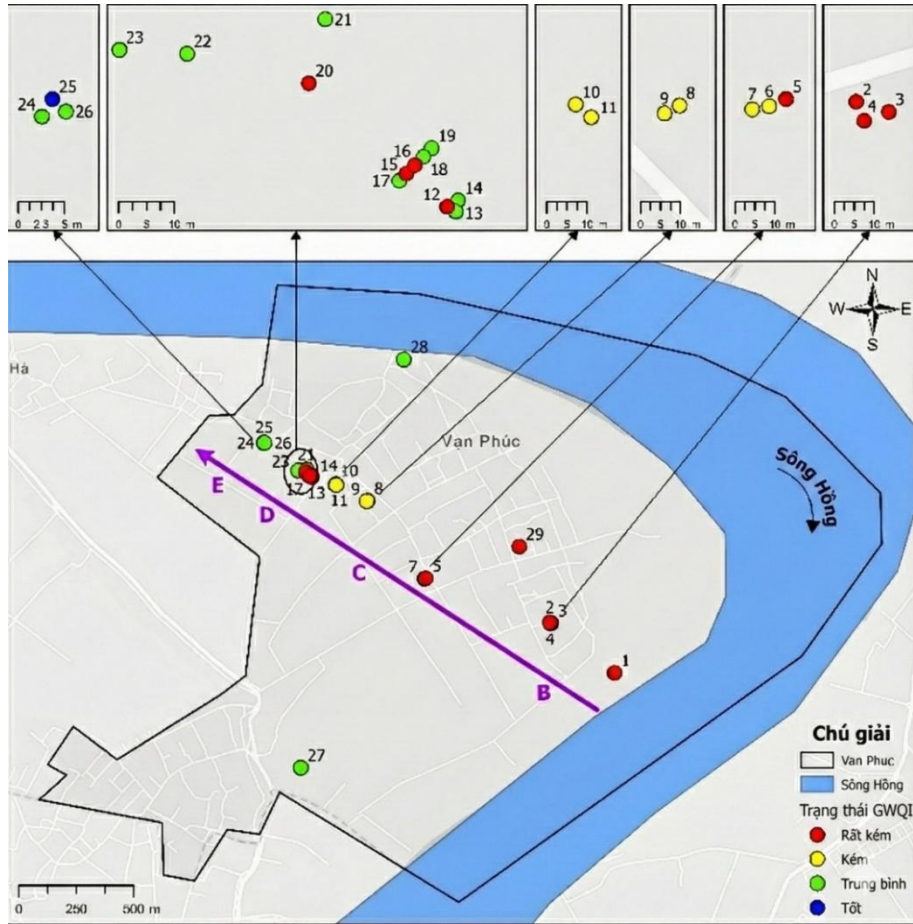 24 25 26
0 2.5 5 m
23 22 21
20
16 19
15 18
17
12 14
13
0 5 10 m
10
11
0 5 10 m
9 8
0 5 10 m
7 6 5
0 5 10 m
2 3
4
0 5 10 m
N
W E
S
Hà
28
25
24 26
Vạn Phúc
21
23 14 10
17 13 11 9 8
E
D
Sông Hồng
29
C
7 5
2 3
4
1
B
27
Chú giải
Van Phuc
Sông Hồng
Trạng thái GWQI
Rất kém
Kém
Trung bình
Tốt
0 250 500 m